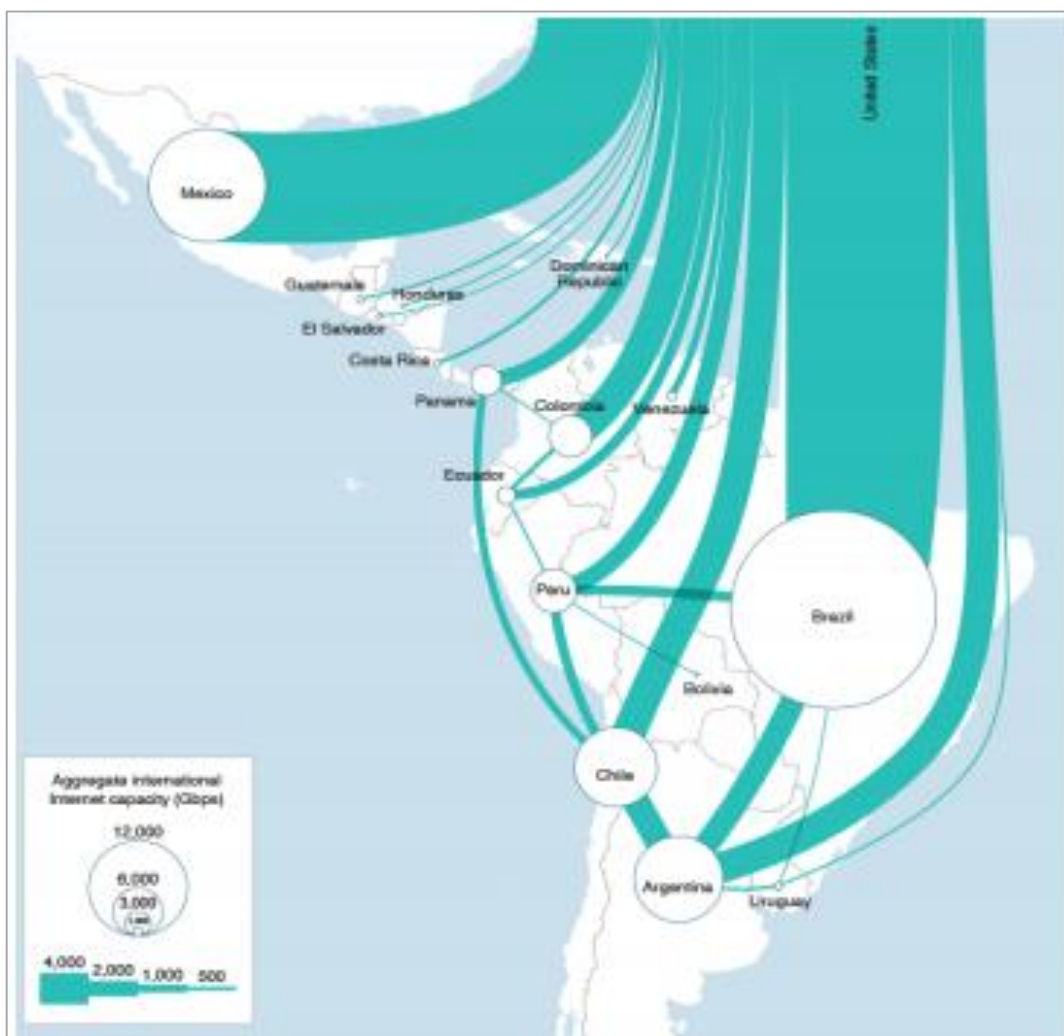 United States
Mexico
Guatemala
Honduras
Dominican
Republic
El Salvador
Costa Rica
Panama
Colombia
Venezuela
Ecuador
Peru
Brazil
Bolivia
Chile
Argentina
Uruguay
Aggregate international
Internet capacity (Gbps)
12,000
6,000
3,000
4,000 2,000 1,000 500